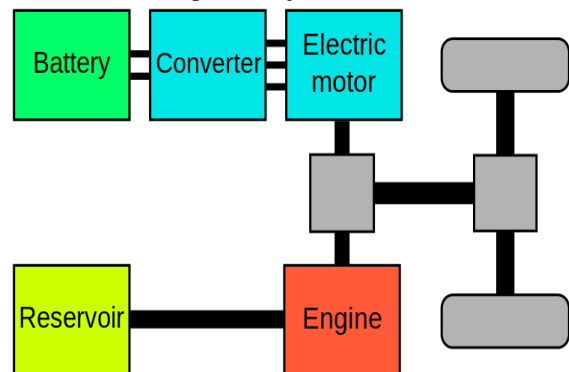 Battery
Converter
Electric
motor
Reservoir
Engine